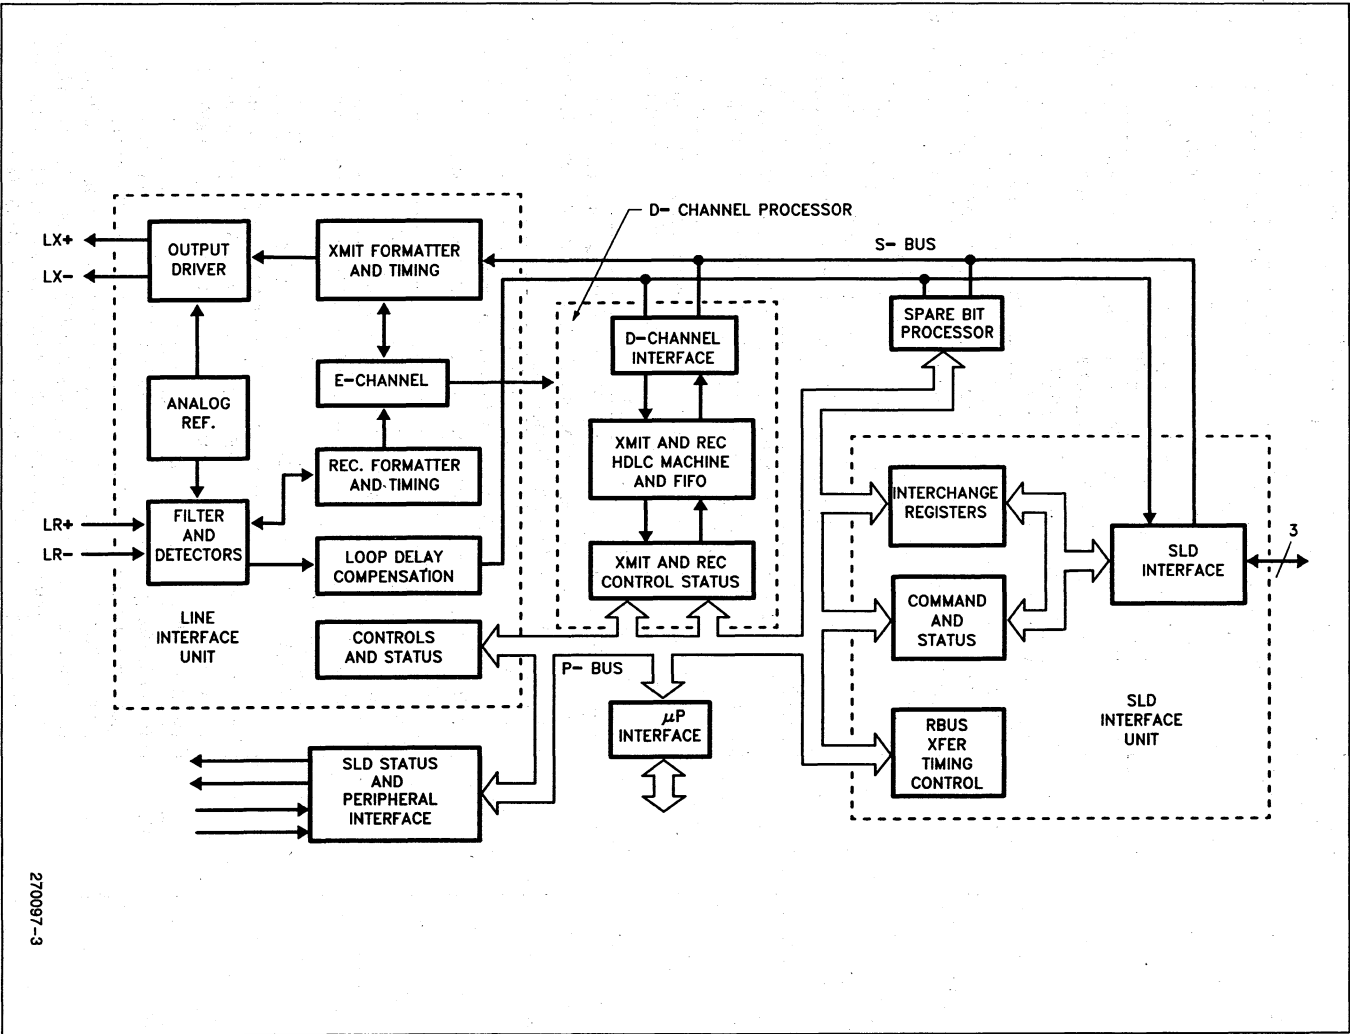 D- CHANNEL PROCESSOR
S- BUS
LX+
LX-
OUTPUT
DRIVER
XMIT FORMATTER
AND TIMING
SPARE BIT
PROCESSOR
D-CHANNEL
INTERFACE
E-CHANNEL
ANALOG
REF.
XMIT AND REC
HDLC MACHINE
AND FIFO
REC. FORMATTER
AND TIMING
INTERCHANGE
REGISTERS
LR+
LR-
FILTER
AND
DETECTORS
LOOP DELAY
COMPENSATION
XMIT AND REC
CONTROL STATUS
SLD
INTERFACE
3
LINE
INTERFACE
UNIT
CONTROLS
AND STATUS
COMMAND
AND
STATUS
P- BUS
μP
INTERFACE
SLD
INTERFACE
UNIT
RBUS
XFER
TIMING
CONTROL
SLD STATUS
AND
PERIPHERAL
INTERFACE
270097-3